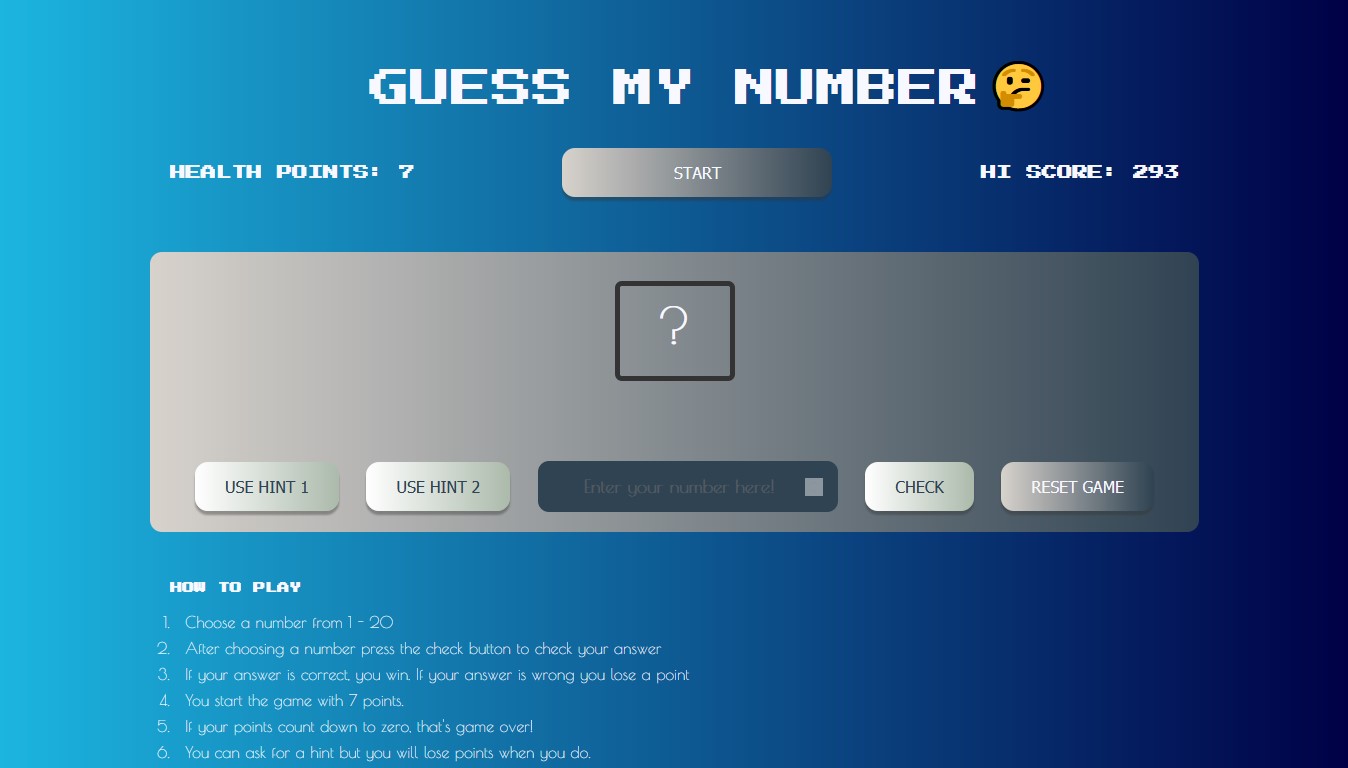 GUESS MY NUMBER🤔
HEALTH POINTS: 7
START
HI SCORE: 293
?
USE HINT 1
USE HINT 2
Enter your number here!
CHECK
RESET GAME
HOW TO PLAY
1. Choose a number from 1 - 20
2. After choosing a number press the check button to check your answer
3. If your answer is correct, you win. If your answer is wrong you lose a point
4. You start the game with 7 points.
5. If your points count down to zero, that's game over!
6. You can ask for a hint but you will lose points when you do.